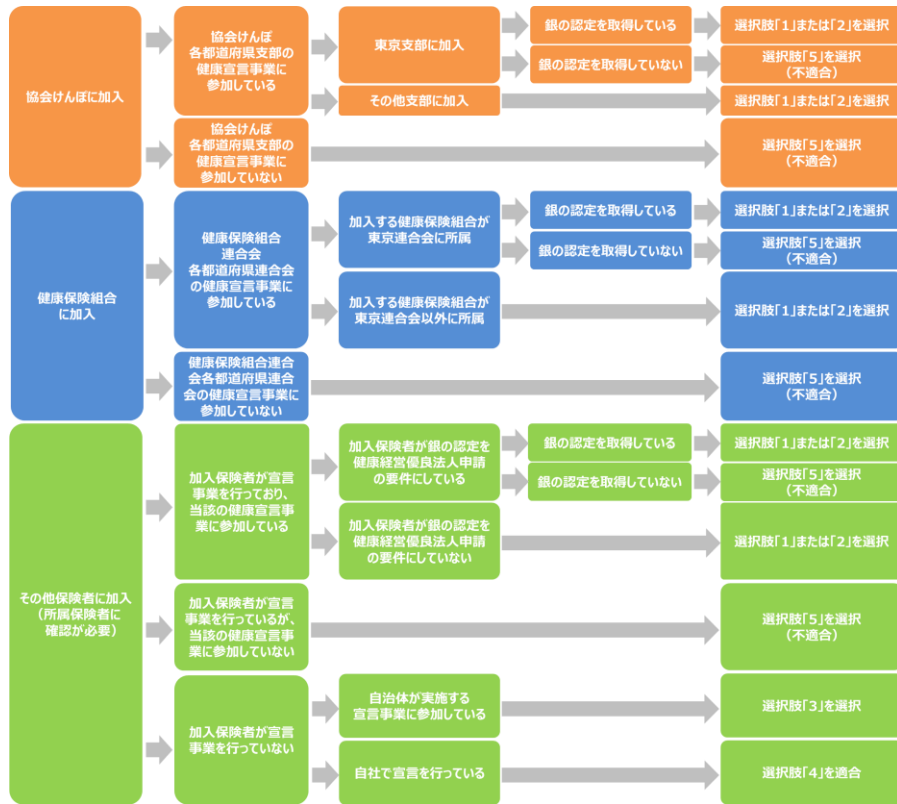 協会けんぽに加入
協会けんぽ
各都道府県支部の
健康宣言事業に
参加している
東京支部に加入
銀の認定を取得している
選択肢「1」または「2」を選択
銀の認定を取得していない
選択肢「5」を選択
(不適合)
その他支部に加入
選択肢「1」または「2」を選択
協会けんぽ
各都道府県支部の
健康宣言事業に
参加していない
選択肢「5」を選択
(不適合)
健康保険組合
に加入
健康保険組合
連合会
各都道府県連合会
の健康宣言事業に
参加している
加入する健康保険組合が
東京連合会に所属
銀の認定を取得している
選択肢「1」または「2」を選択
銀の認定を取得していない
選択肢「5」を選択
(不適合)
加入する健康保険組合が
東京連合会以外に所属
選択肢「1」または「2」を選択
健康保険組合連合
会各都道府県連合
会の健康宣言事業に
参加していない
選択肢「5」を選択
(不適合)
その他保険者に加入
(所属保険者に
確認が必要)
加入保険者が宣言
事業を行っており、
当該の健康宣言事
業に参加している
加入保険者が銀の認定を
健康経営優良法人申請
の要件にしている
銀の認定を取得している
選択肢「1」または「2」を選択
銀の認定を取得していない
選択肢「5」を選択
(不適合)
加入保険者が銀の認定を
健康経営優良法人申請
の要件にしていない
選択肢「1」または「2」を選択
加入保険者が宣言
事業を行っているが、
当該の健康宣言事
業に参加していない
選択肢「5」を選択
(不適合)
加入保険者が宣言
事業を行っていない
自治体が実施する
宣言事業に参加している
選択肢「3」を選択
自社で宣言を行っている
選択肢「4」を適合